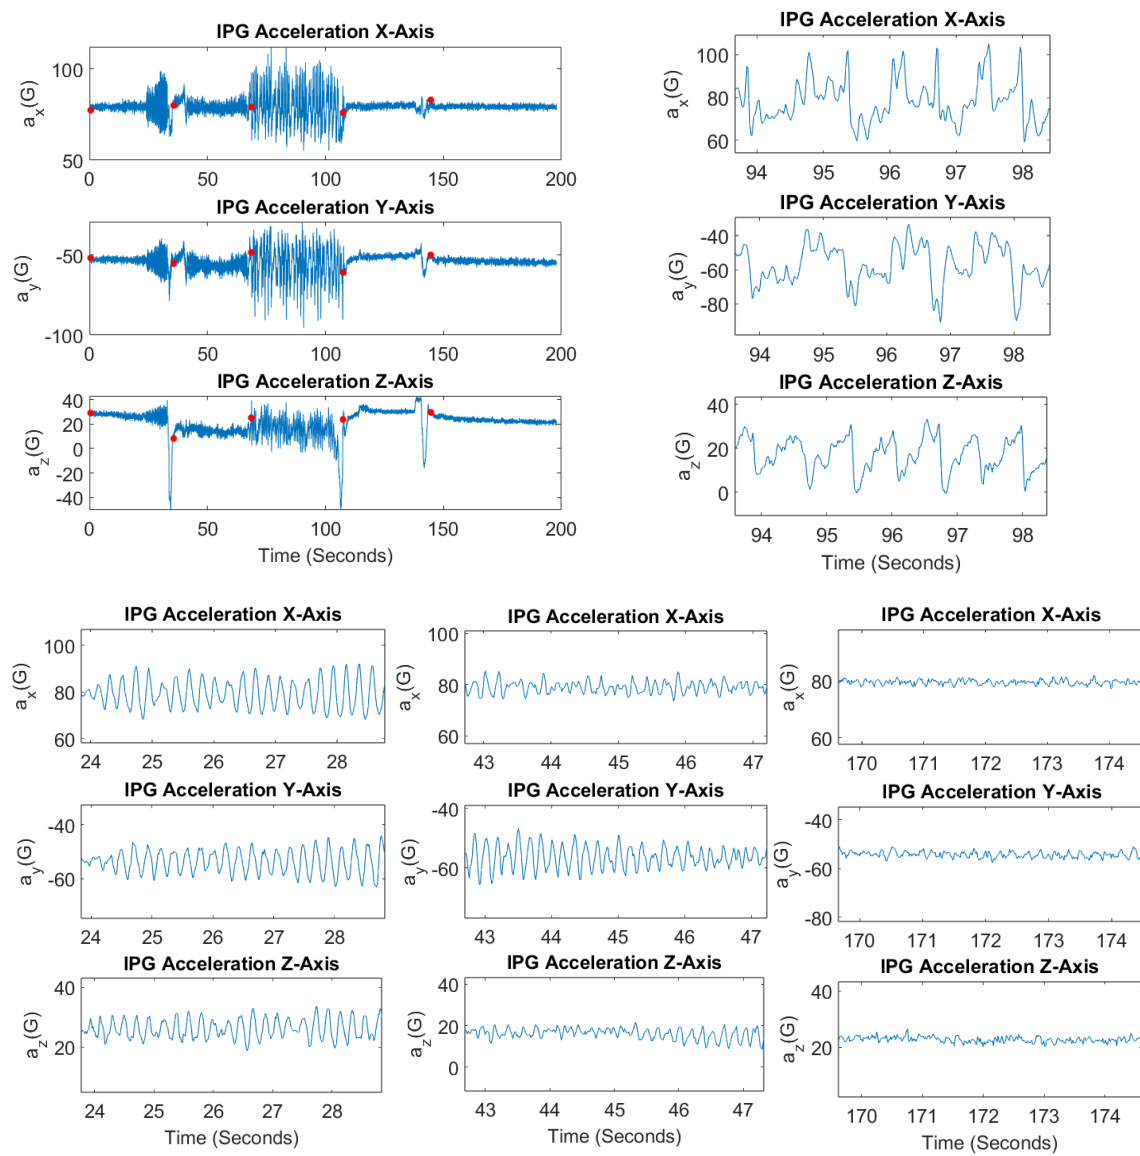 IPG Acceleration X-Axis
a_x(G)
100
50
0 50 100 150 200
IPG Acceleration Y-Axis
a_y(G)
-50
-100
0 50 100 150 200
IPG Acceleration Z-Axis
a_z(G)
40
20
0
-20
-40
0 50 100 150 200
Time (Seconds)
IPG Acceleration X-Axis
a_x(G)
100
80
60
94 95 96 97 98
IPG Acceleration Y-Axis
a_y(G)
-40
-60
-80
94 95 96 97 98
IPG Acceleration Z-Axis
a_z(G)
40
20
0
94 95 96 97 98
Time (Seconds)
IPG Acceleration X-Axis
a_x(G)
100
80
60
24 25 26 27 28
IPG Acceleration Y-Axis
a_y(G)
-40
-60
24 25 26 27 28
IPG Acceleration Z-Axis
a_z(G)
40
20
24 25 26 27 28
Time (Seconds)
IPG Acceleration X-Axis
a_x(G)
100
80
60
43 44 45 46 47
IPG Acceleration Y-Axis
a_y(G)
-40
-60
43 44 45 46 47
IPG Acceleration Z-Axis
a_z(G)
40
20
0
43 44 45 46 47
Time (Seconds)
IPG Acceleration X-Axis
a_x(G)
80
60
170 171 172 173 174
IPG Acceleration Y-Axis
a_y(G)
-40
-60
-80
170 171 172 173 174
IPG Acceleration Z-Axis
a_z(G)
40
20
170 171 172 173 174
Time (Seconds)